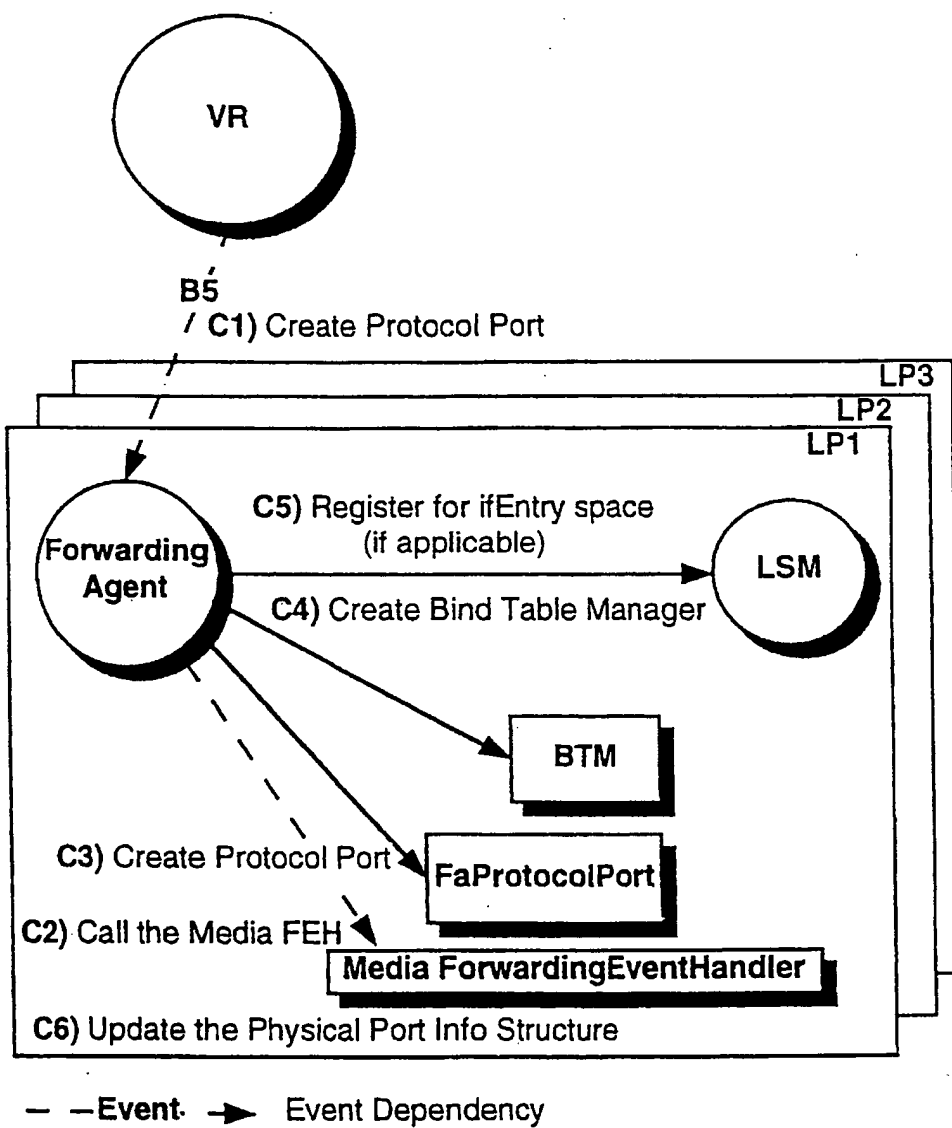 VR
B5
C1) Create Protocol Port
LP3
LP2
LP1
C5) Register for ifEntry space
(if applicable)
Forwarding
Agent
LSM
C4) Create Bind Table Manager
BTM
C3) Create Protocol Port
FaProtocolPort
C2) Call the Media FEH
Media ForwardingEventHandler
C6) Update the Physical Port Info Structure
Event
Event Dependency